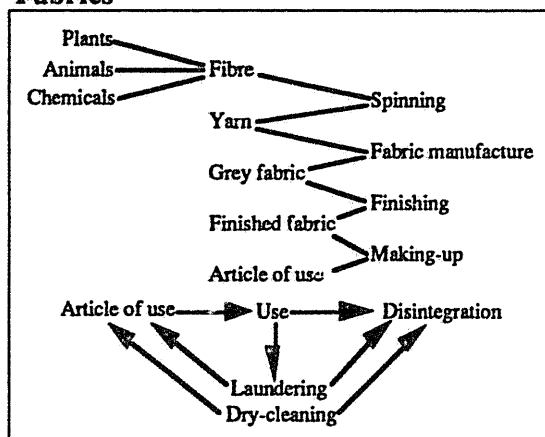 Fabrics
Plants
Animals
Chemicals
Fibre
Spinning
Yarn
Fabric manufacture
Grey fabric
Finishing
Finished fabric
Making-up
Article of use
Article of use
Use
Disintegration
Laundering
Dry-cleaning